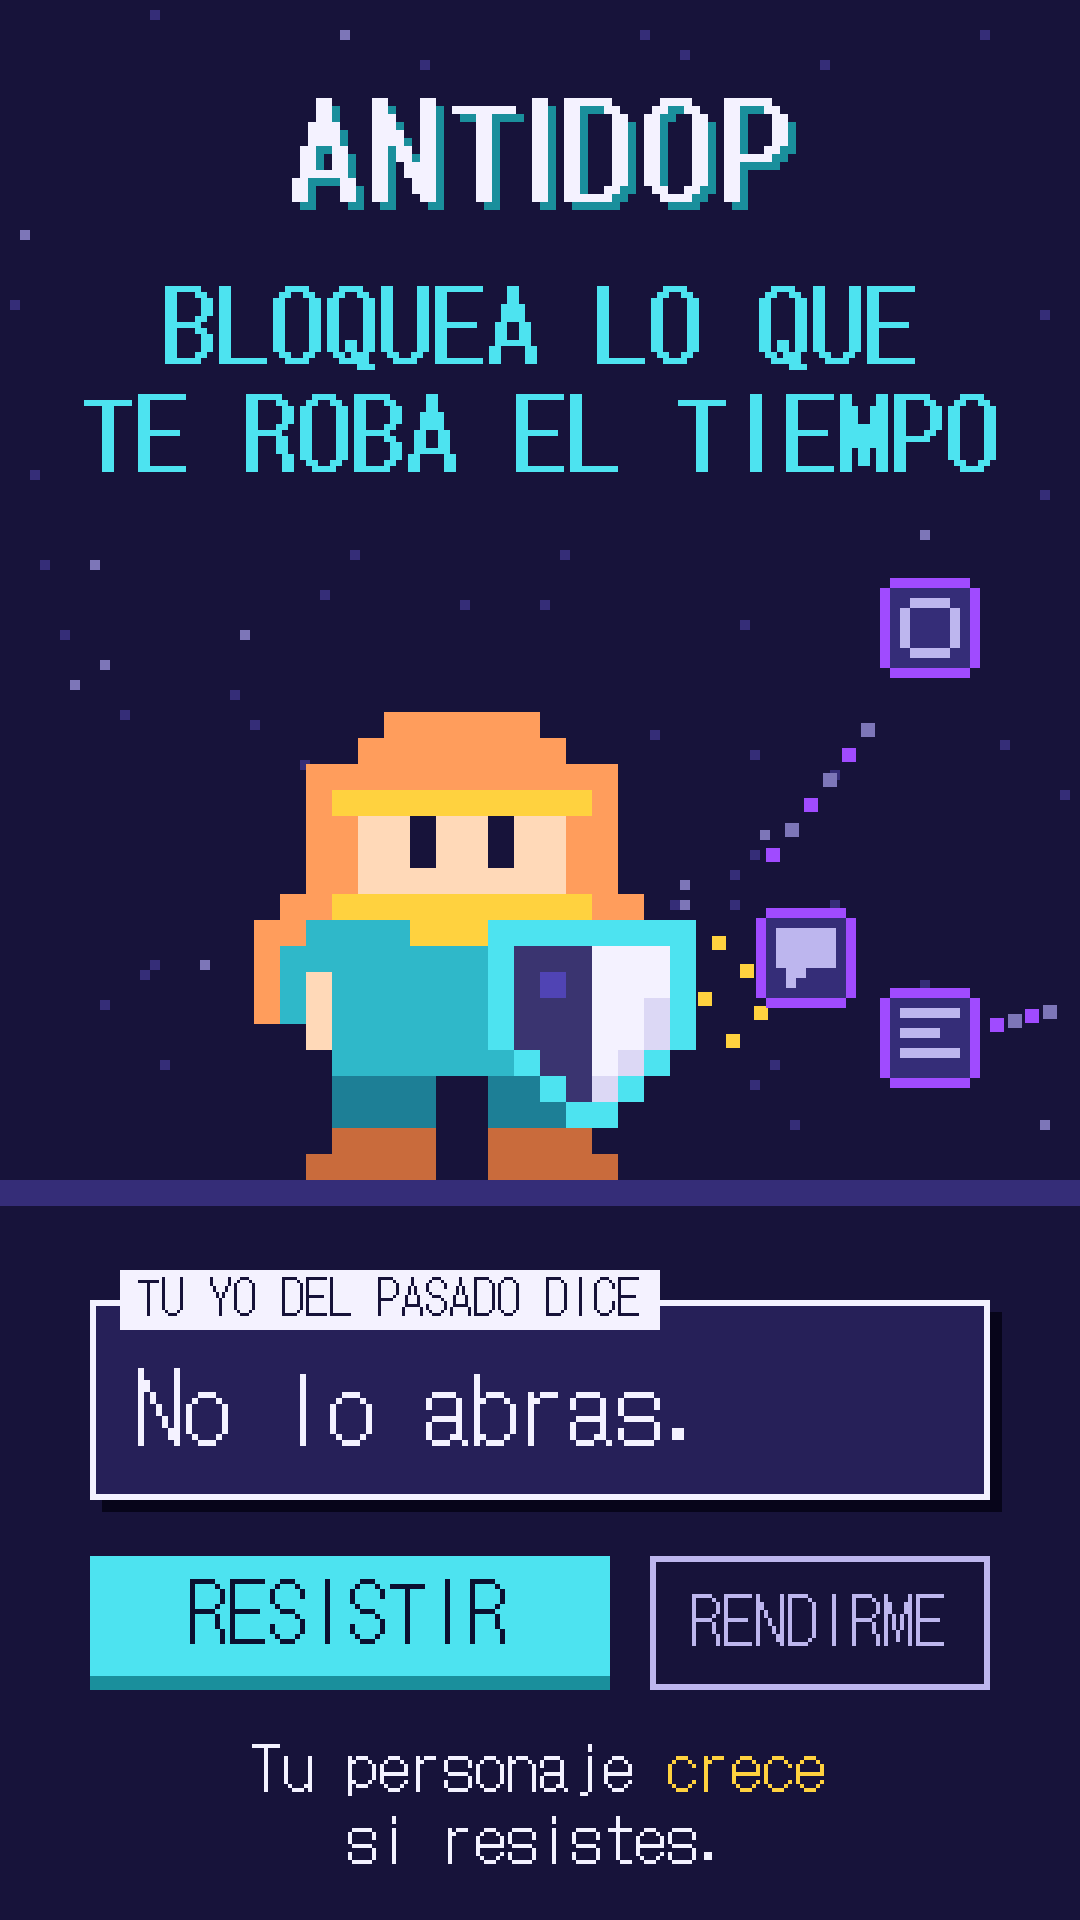 ANTIDOP
BLOQUEA LO QUE
TE ROBA EL TIEMPO
TU YO DEL PASADO DICE
No lo abras.
RESISTIR
RENDIRME
Tu personaje crece
si resistes.